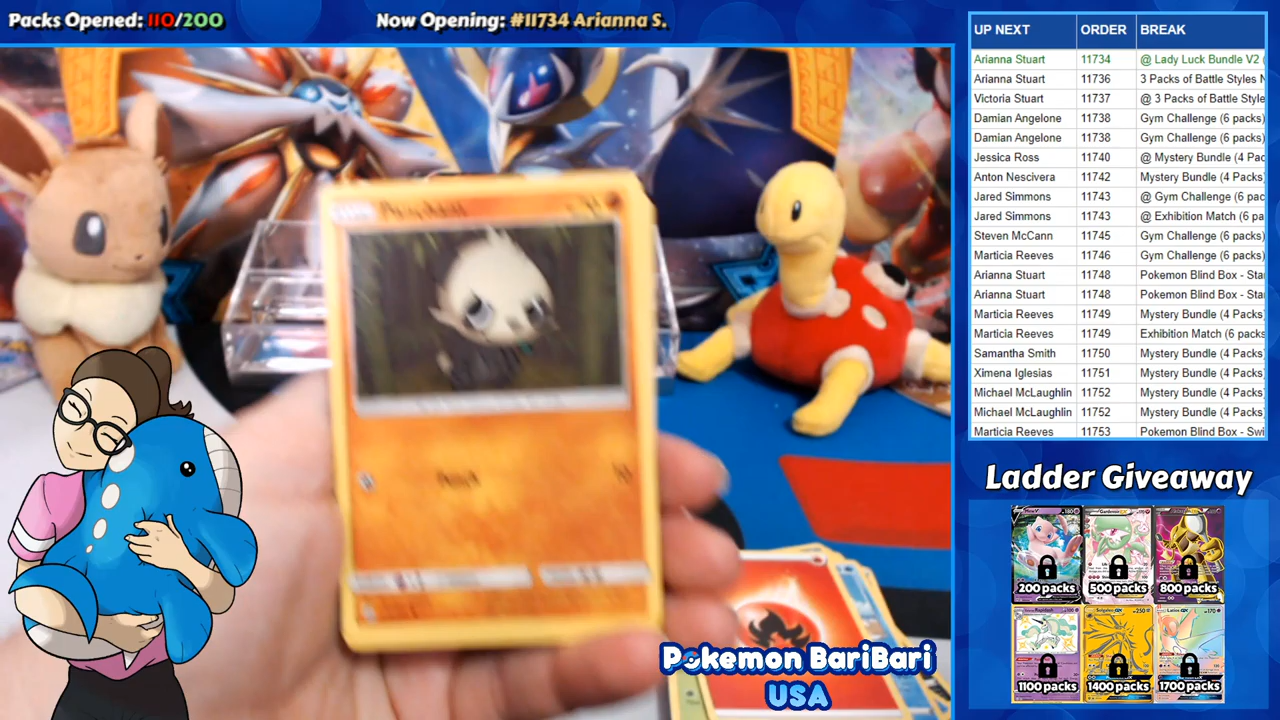 Packs Opened: 110/200
Now Opening: #11734 Arianna S.
UP NEXT ORDER BREAK
Arianna Stuart 11734 @ Lady Luck Bundle V2 (
Arianna Stuart 11736 3 Packs of Battle Styles N
Victoria Stuart 11737 @ 3 Packs of Battle Style
Damian Angelone 11738 Gym Challenge (6 packs)
Damian Angelone 11738 Gym Challenge (6 packs)
Jessica Ross 11740 @ Mystery Bundle (4 Pac
Anton Nescivera 11742 Mystery Bundle (4 Packs)
Jared Simmons 11743 @ Gym Challenge (6 pac
Jared Simmons 11743 @ Exhibition Match (6 pa
Steven McCann 11745 Gym Challenge (6 packs)
Marticia Reeves 11746 Gym Challenge (6 packs)
Arianna Stuart 11748 Pokemon Blind Box - Sta
Arianna Stuart 11748 Pokemon Blind Box - Sta
Marticia Reeves 11749 Mystery Bundle (4 Packs)
Marticia Reeves 11749 Exhibition Match (6 packs
Samantha Smith 11750 Mystery Bundle (4 Packs)
Ximena Iglesias 11751 Mystery Bundle (4 Packs)
Michael McLaughlin 11752 Mystery Bundle (4 Packs)
Michael McLaughlin 11752 Mystery Bundle (4 Packs)
Marticia Reeves 11753 Pokemon Blind Box - Swi
Ladder Giveaway
200 packs 500 packs 800 packs
1100 packs 1400 packs 1700 packs
Pokemon BariBari
USA